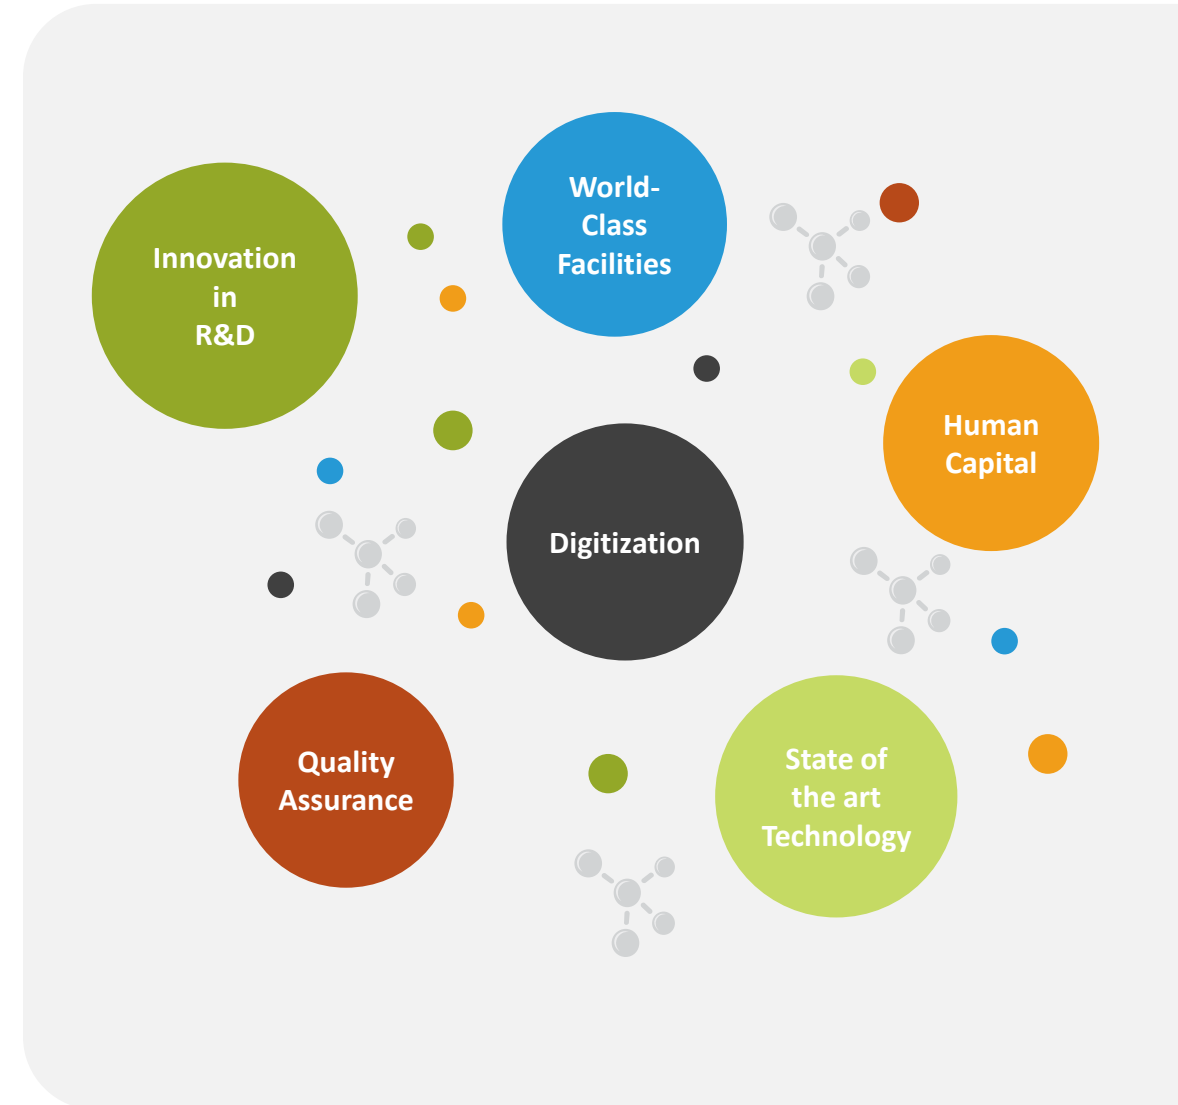 World-
Class
Facilities
Innovation
in
R&D
Human
Capital
Digitization
Quality
Assurance
State of
the art
Technology